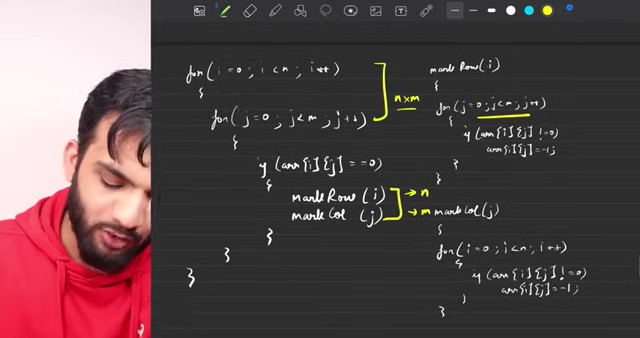 for(i=0; i<n; i++)
{
for(j=0; j<m; j++)
{
if (arr[i][j]==0)
{
markRow(i)
markCol(j)
}
}
}
n×m
→ n
→ m
markRow(i)
{
for(j=0; j<m; j++)
{
if (arr[i][j] != 0)
arr[i][j]=-1;
}
}
markCol(j)
{
for(i=0; i<n; i++)
{
if (arr[i][j] != 0)
arr[i][j]=-1;
}
}